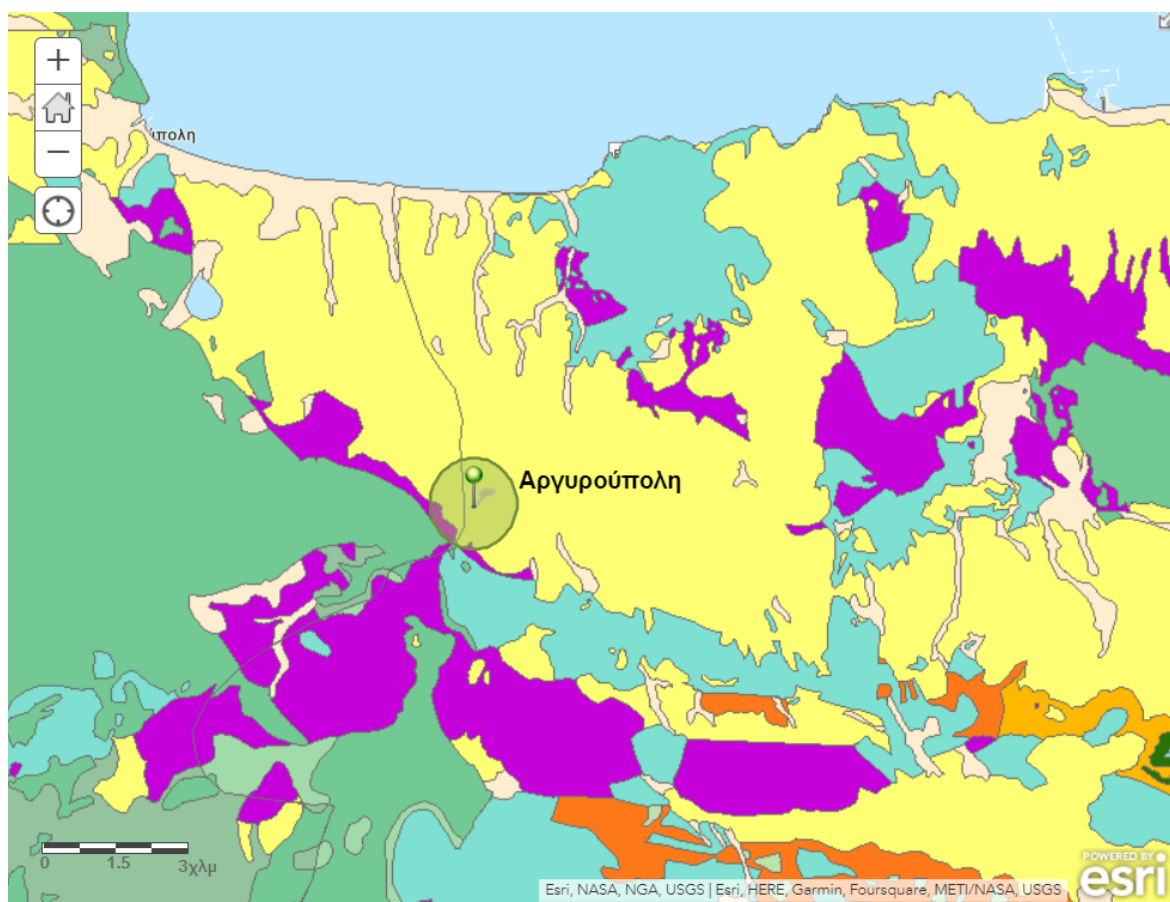 +
ύπολη
−
Αργυρούπολη
0 1.5 3χλμ
POWERED BY
esri
Esri, NASA, NGA, USGS | Esri, HERE, Garmin, Foursquare, METI/NASA, USGS